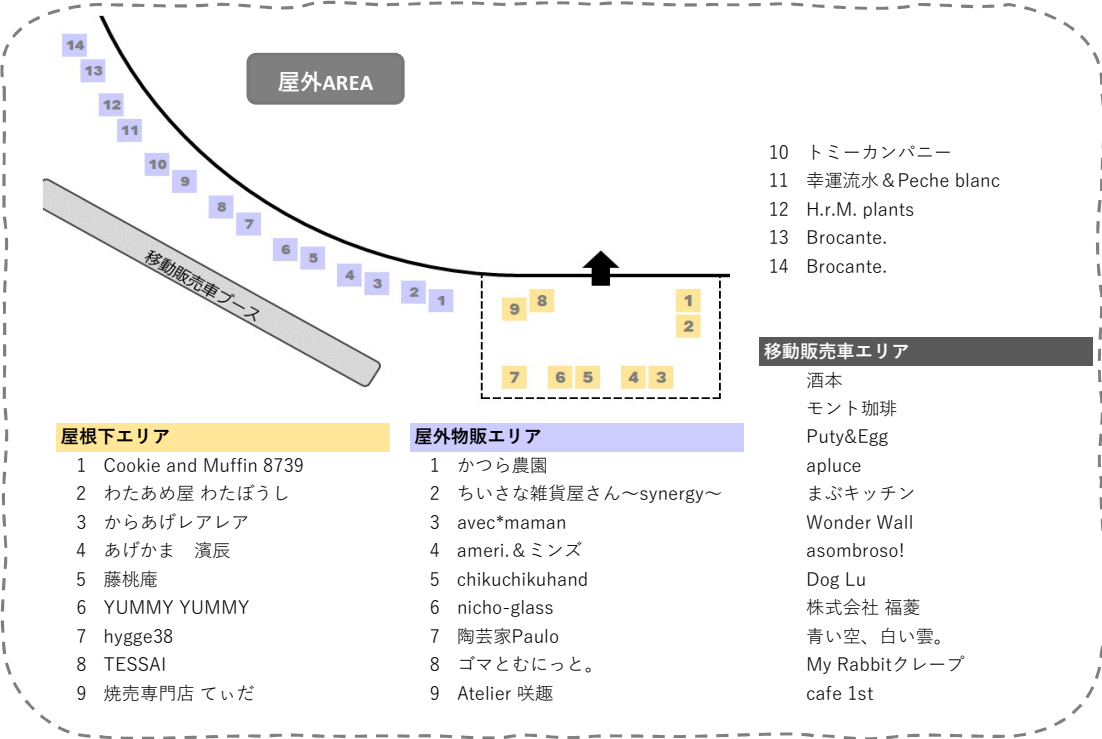 屋外AREA
14
13
12
11
10
9
8
7
6
5
4
3
2
1
移動販売車ブース
9
8
1
2
7
6
5
4
3
10 トミーカンパニー
11 幸運流水＆Peche blanc
12 H.r.M. plants
13 Brocante.
14 Brocante.
屋根下エリア
1 Cookie and Muffin 8739
2 わたあめ屋 わたぼうし
3 からあげレアレア
4 あげかま　濱辰
5 藤桃庵
6 YUMMY YUMMY
7 hygge38
8 TESSAI
9 焼売専門店 てぃだ
屋外物販エリア
1 かつら農園
2 ちいさな雑貨屋さん～synergy～
3 avec*maman
4 ameri.＆ミンズ
5 chikuchikuhand
6 nicho-glass
7 陶芸家Paulo
8 ゴマとむにっと。
9 Atelier 咲趣
移動販売車エリア
酒本
モント珈琲
Puty&Egg
apluce
まぶキッチン
Wonder Wall
asombroso!
Dog Lu
株式会社 福菱
青い空、白い雲。
My Rabbitクレープ
cafe 1st